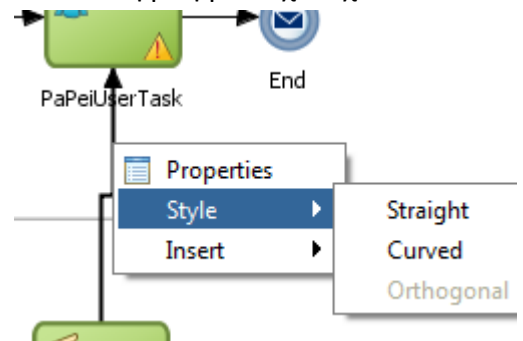 End
PaPeiUserTask
Properties
Style
Straight
Insert
Curved
Orthogonal